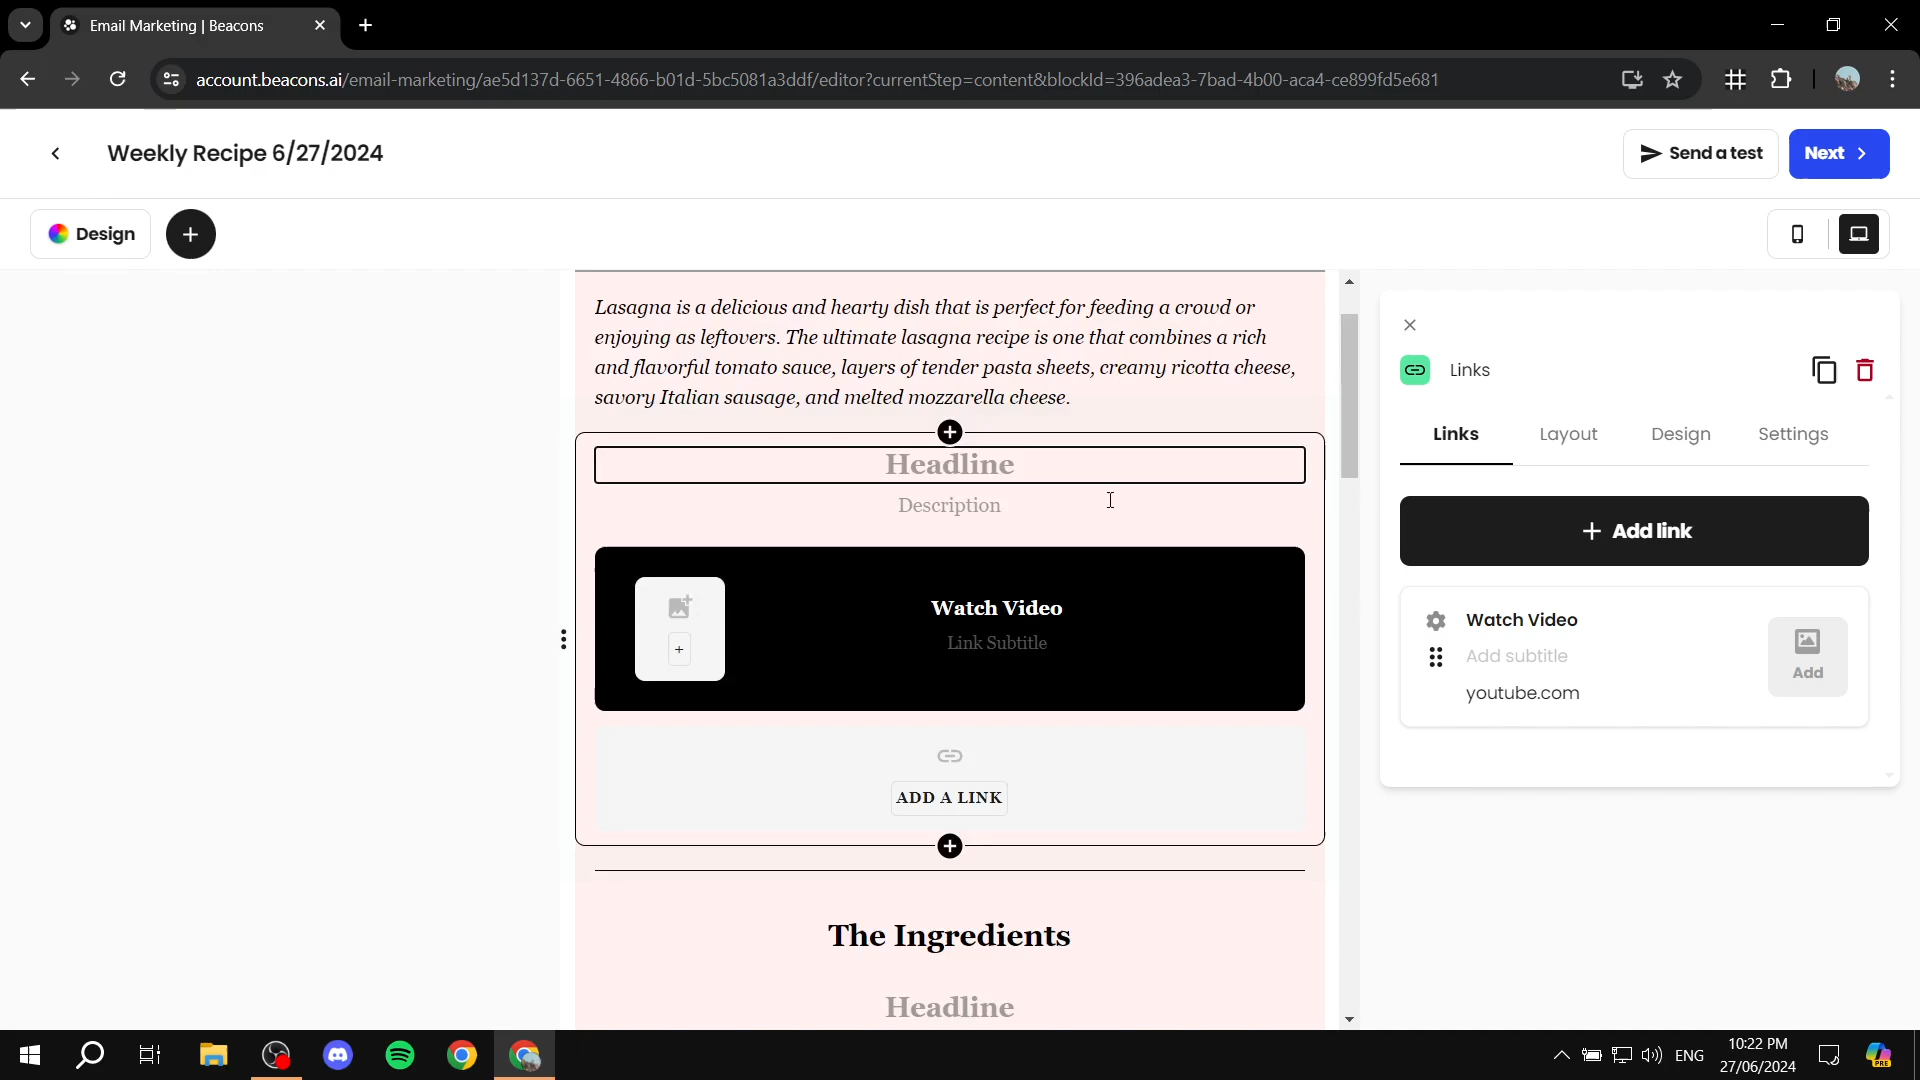 Email Marketing | Beacons
account.beacons.ai/email-marketing/ae5d137d-6651-4866-b01d-5bc5081a3ddf/editor?currentStep=content&blockId=396adea3-7bad-4b00-aca4-ce899fd5e681
Weekly Recipe 6/27/2024
Send a test
Next
Design
Lasagna is a delicious and hearty dish that is perfect for feeding a crowd or
enjoying as leftovers. The ultimate lasagna recipe is one that combines a rich
and flavorful tomato sauce, layers of tender pasta sheets, creamy ricotta cheese,
savory Italian sausage, and melted mozzarella cheese.
Headline
Description
Watch Video
Link Subtitle
ADD A LINK
The Ingredients
Headline
Links
Links Layout Design Settings
+ Add link
Watch Video
Add subtitle
youtube.com
Add
ENG
10:22 PM
27/06/2024
PRE